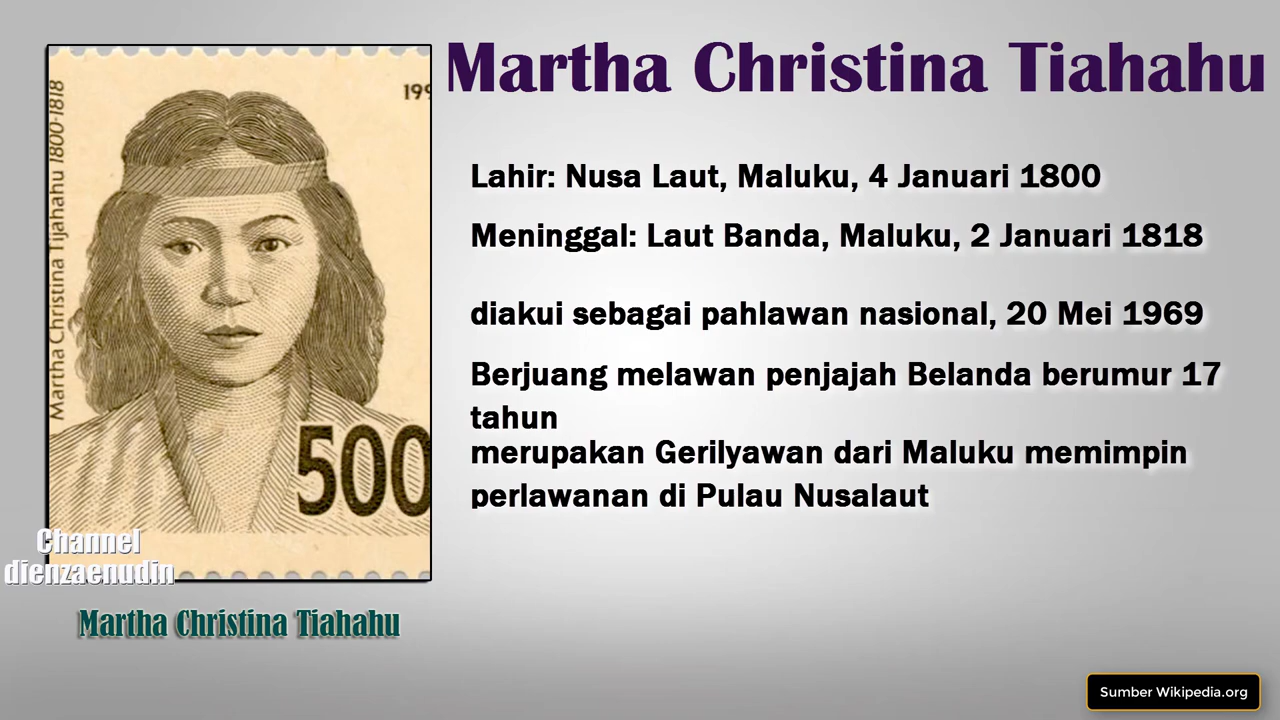 Martha Christina Tiahahu
Martha Christina Tijahahu 1800-1818
199
500
Lahir: Nusa Laut, Maluku, 4 Januari 1800
Meninggal: Laut Banda, Maluku, 2 Januari 1818
diakui sebagai pahlawan nasional, 20 Mei 1969
Berjuang melawan penjajah Belanda berumur 17
tahun
merupakan Gerilyawan dari Maluku memimpin
perlawanan di Pulau Nusalaut
Channel
dienzaenudin
Martha Christina Tiahahu
Sumber Wikipedia.org